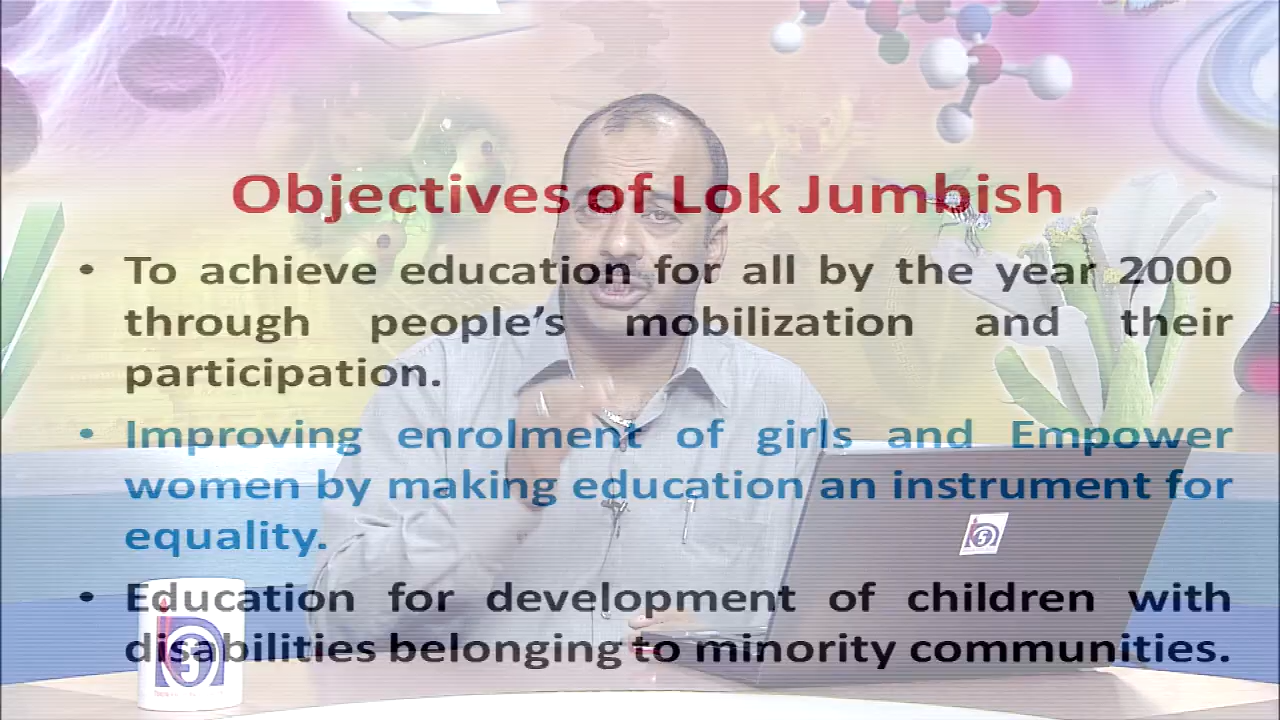 Objectives of Lok Jumbish
• To achieve education for all by the year 2000
through people's mobilization and their
participation.
• Improving enrolment of girls and Empower
women by making education an instrument for
equality.
• Education for development of children with
disabilities belonging to minority communities.